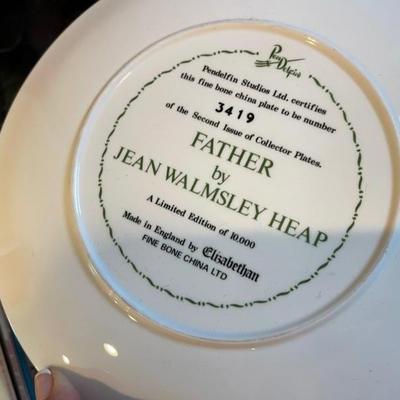 Pen Delfin
Pendelfin Studios Ltd. certifies
this fine bone china plate to be number
3419
of the Second Issue of Collector Plates.
FATHER
by
JEAN WALMSLEY HEAP
A Limited Edition of 10,000
Made in England by Elizabethan
FINE BONE CHINA LTD